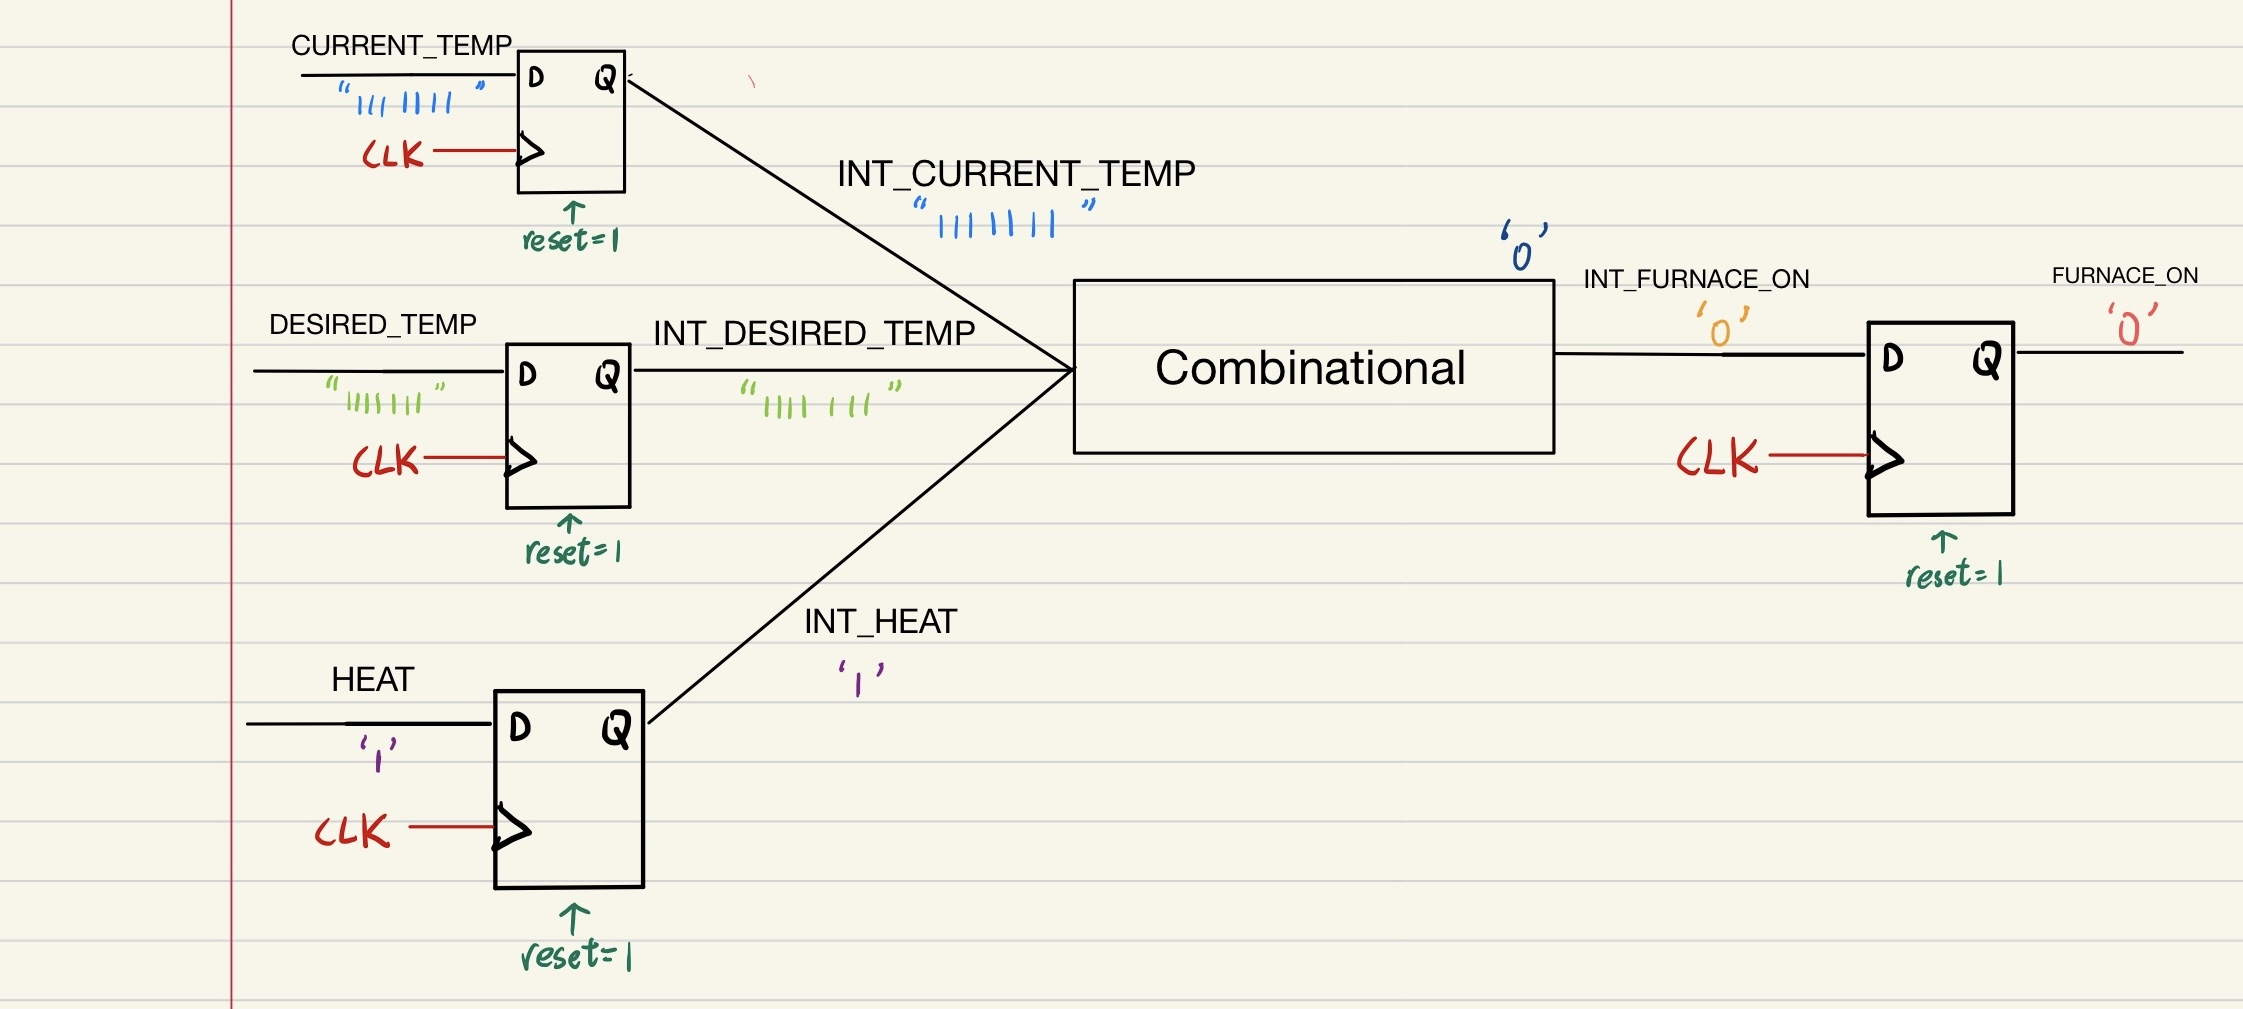 CURRENT_TEMP
D Q
"1111111"
CLK
reset=1
INT_CURRENT_TEMP
"1111111"
DESIRED_TEMP
D Q
"1111111"
CLK
reset=1
INT_DESIRED_TEMP
"1111111"
HEAT
D Q
'1'
CLK
reset=1
INT_HEAT
'1'
Combinational
'0'
INT_FURNACE_ON
'0'
D Q
CLK
reset=1
FURNACE_ON
'0'